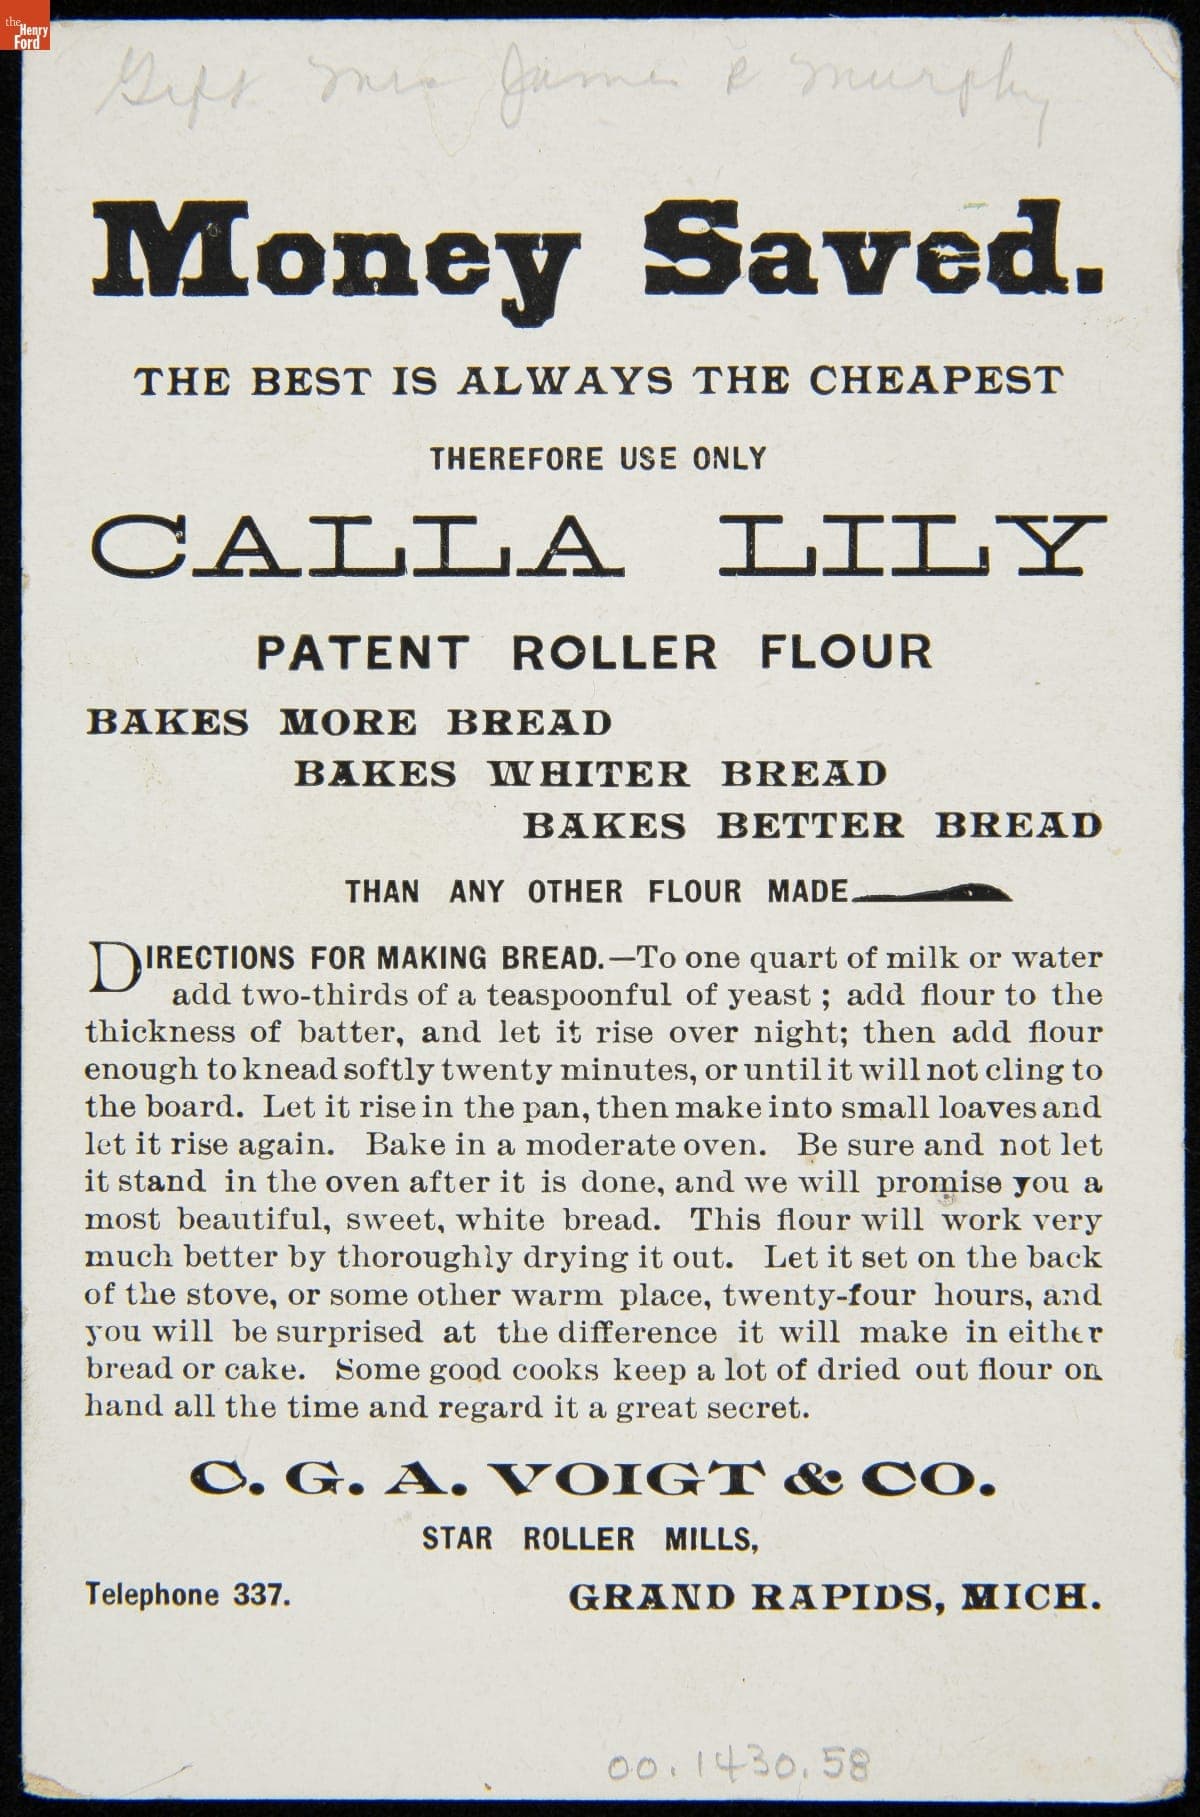 the
Henry
Ford
Gift Mrs James R Murphy
Money Saved.
THE BEST IS ALWAYS THE CHEAPEST
THEREFORE USE ONLY
CALLA LILY
PATENT ROLLER FLOUR
BAKES MORE BREAD
BAKES WHITER BREAD
BAKES BETTER BREAD
THAN ANY OTHER FLOUR MADE
DIRECTIONS FOR MAKING BREAD.—To one quart of milk or water
add two-thirds of a teaspoonful of yeast ; add flour to the
thickness of batter, and let it rise over night; then add flour
enough to knead softly twenty minutes, or until it will not cling to
the board. Let it rise in the pan, then make into small loaves and
let it rise again. Bake in a moderate oven. Be sure and not let
it stand in the oven after it is done, and we will promise you a
most beautiful, sweet, white bread. This flour will work very
much better by thoroughly drying it out. Let it set on the back
of the stove, or some other warm place, twenty-four hours, and
you will be surprised at the difference it will make in either
bread or cake. Some good cooks keep a lot of dried out flour on
hand all the time and regard it a great secret.
C. G. A. VOIGT & CO.
STAR ROLLER MILLS,
Telephone 337. GRAND RAPIDS, MICH.
00.1430.58